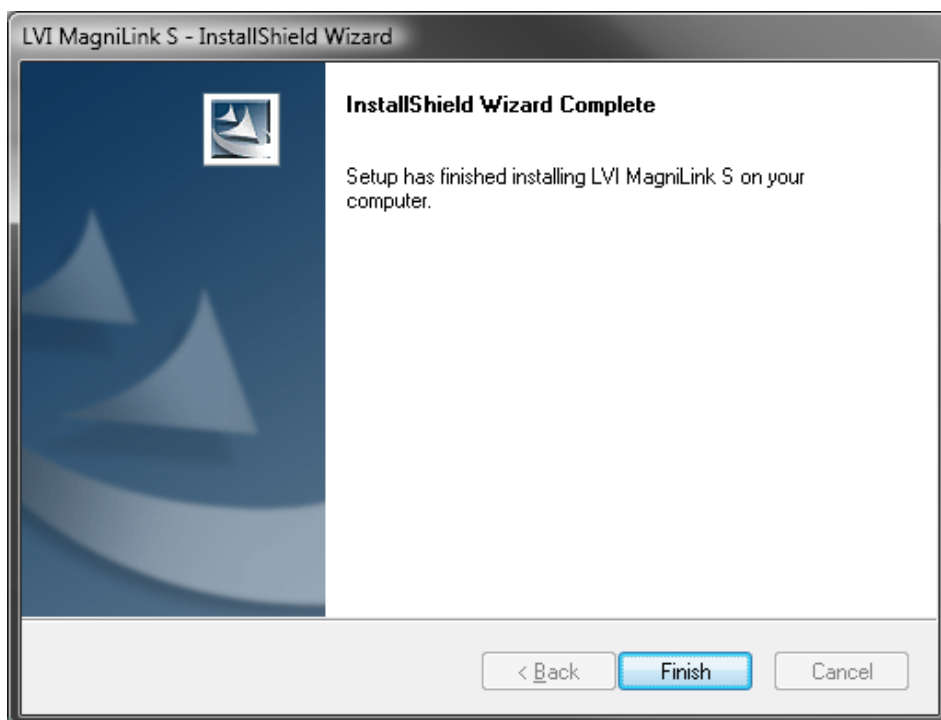 LVI MagniLink S - InstallShield Wizard
InstallShield Wizard Complete
Setup has finished installing LVI MagniLink S on your
computer.
< Back
Finish
Cancel